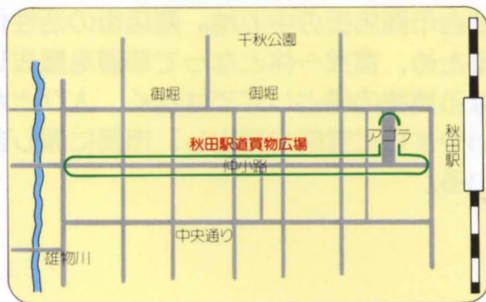 千秋公園
御堀
御堀
秋田駅道買物広場
アゴラ
仲小路
秋田駅
中央通り
雄物川